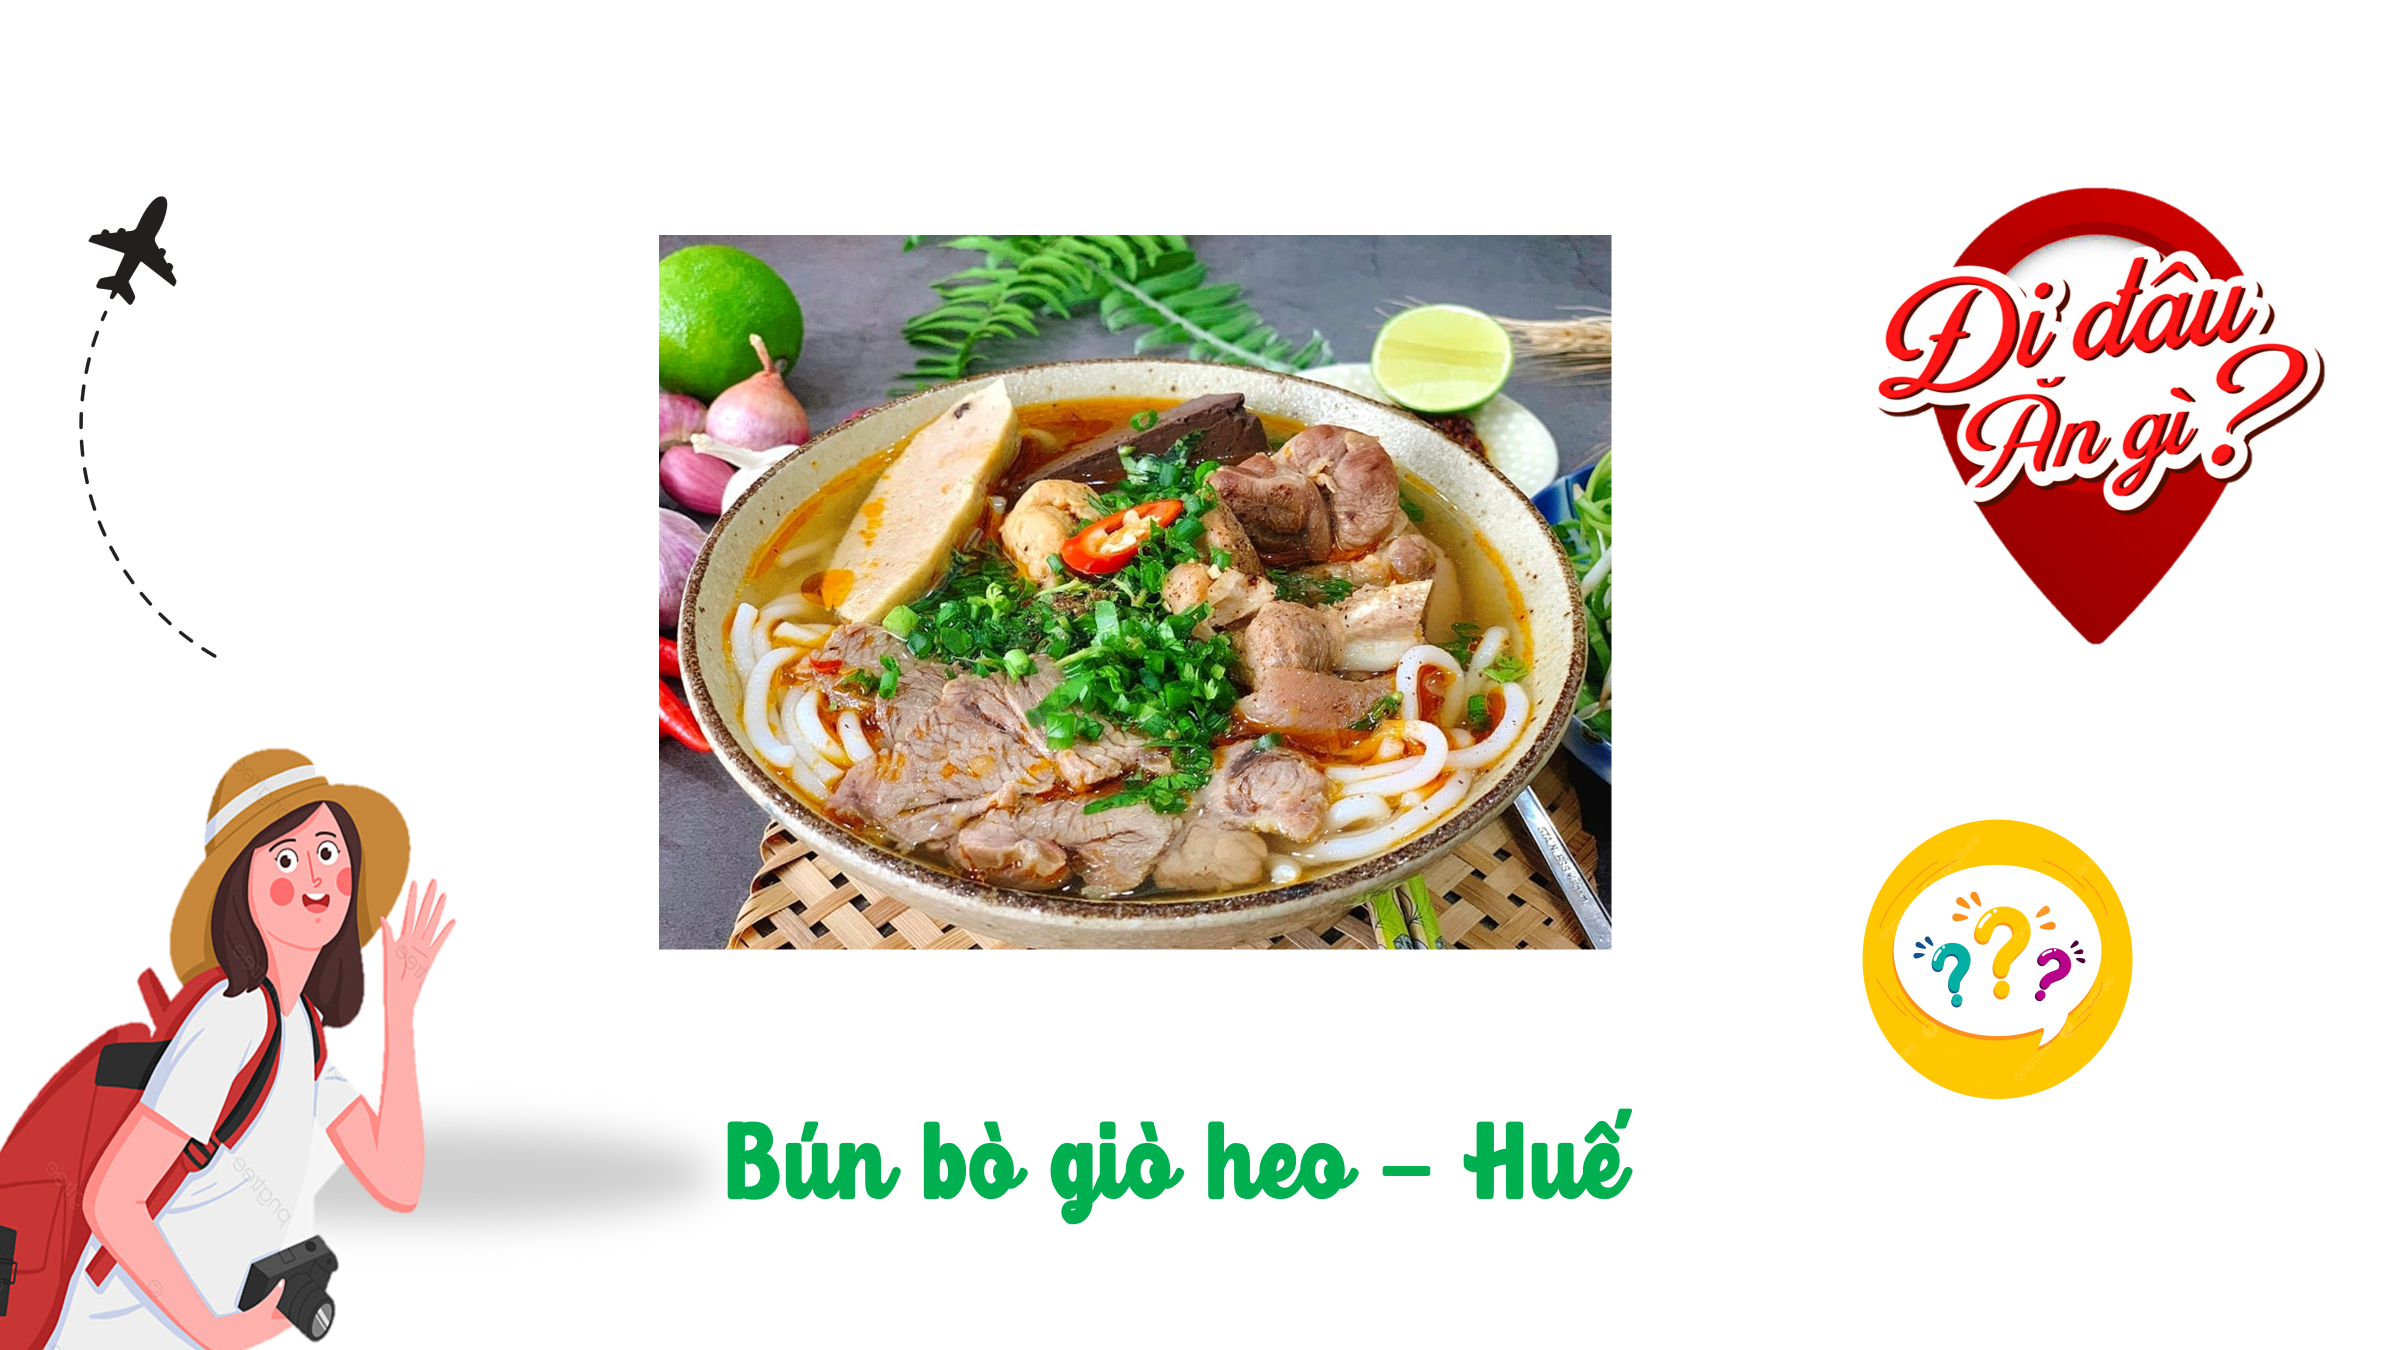 Đi đâu
Ăn gì?
Bún bò giò heo – Huế